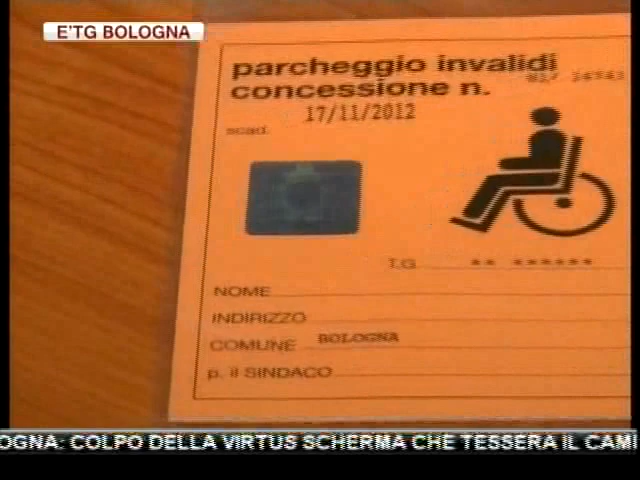 E'TG BOLOGNA
parcheggio invalidi
concessione n.
17/11/2012
scad.
T.G. ** ******
NOME
INDIRIZZO
COMUNE BOLOGNA
p. il SINDACO
OGNA: COLPO DELLA VIRTUS SCHERMA CHE TESSERA IL CAM